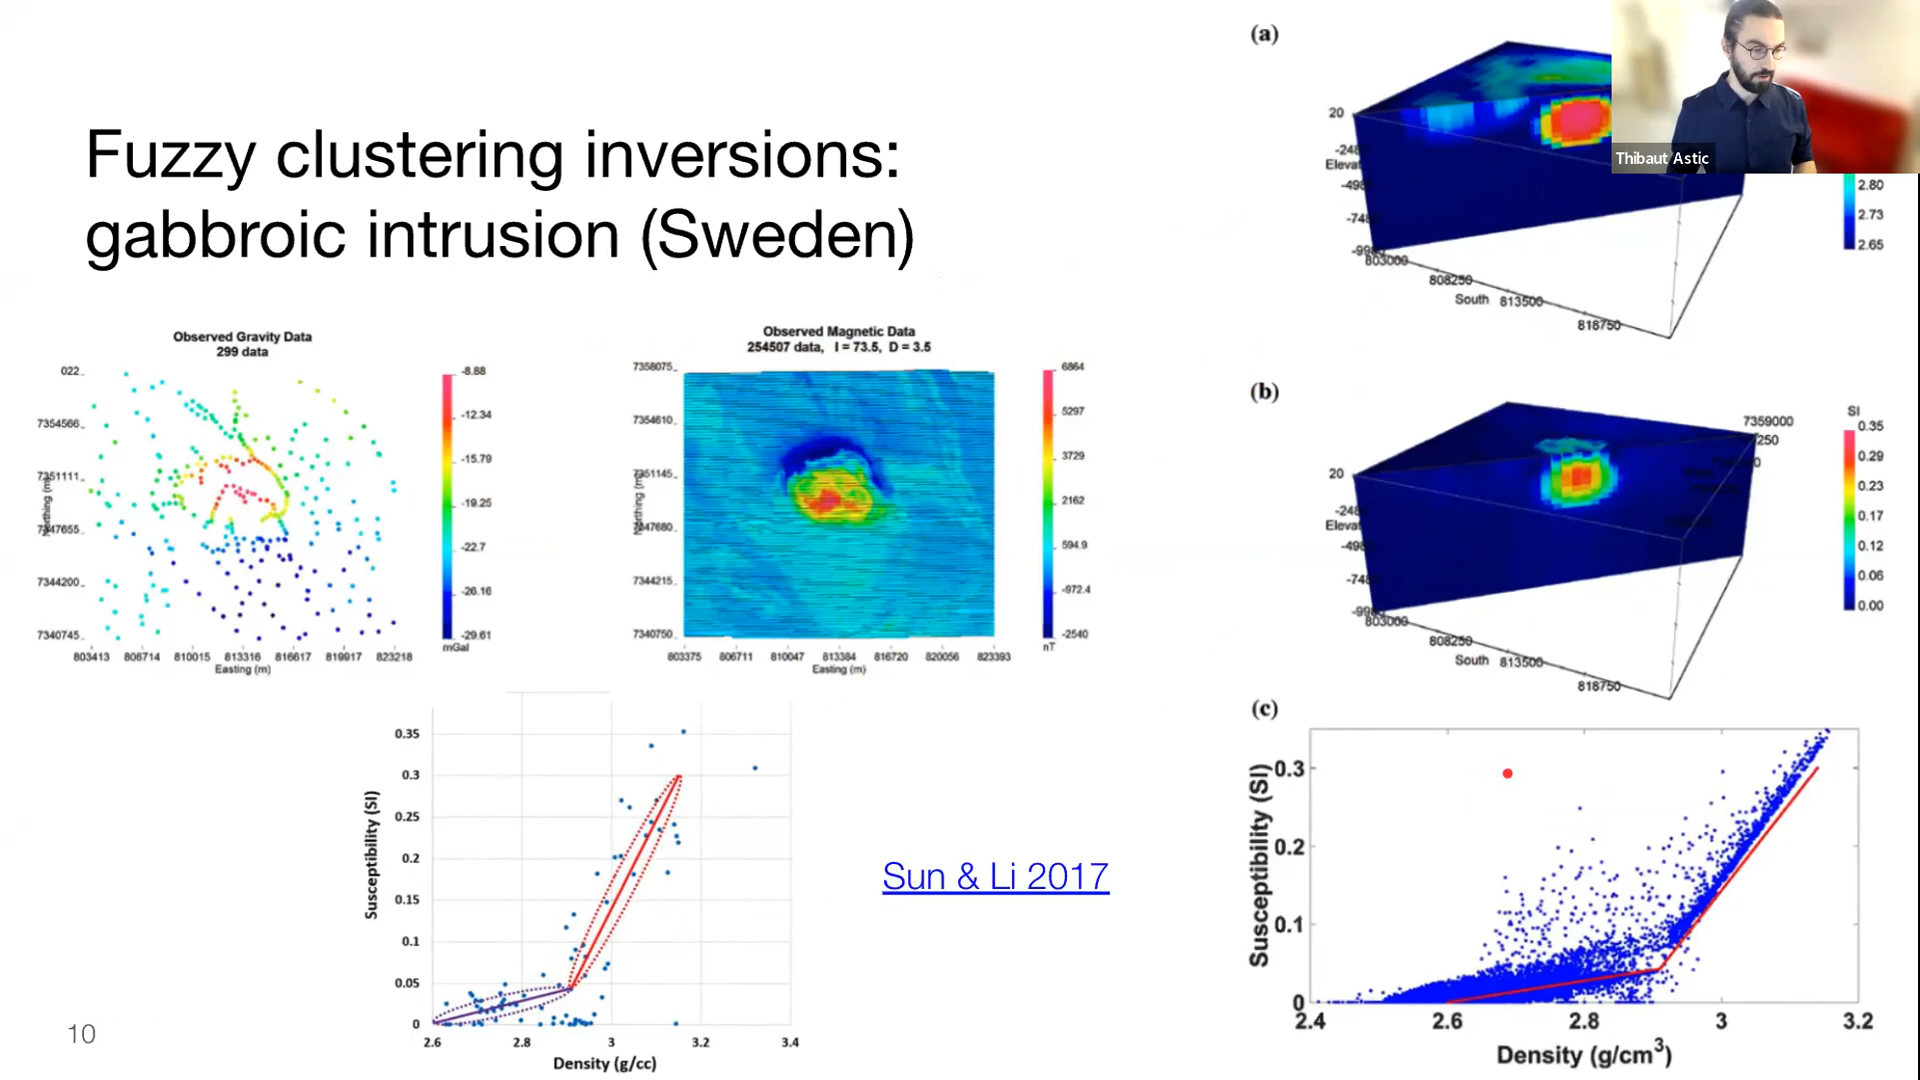 Fuzzy clustering inversions:
gabbroic intrusion (Sweden)
Observed Gravity Data
299 data
022
7354566
7351111
7347655
7344200
7340745
Northing (m)
803413 806714 810015 813316 816617 819917 823218
Easting (m)
-8.88
-12.34
-15.79
-19.25
-22.7
-26.16
-29.61
mGal
Observed Magnetic Data
254507 data, I = 73.5, D = 3.5
7358075
7354610
7351145
7347680
7344215
7340750
Northing (m)
803375 806711 810047 813384 816720 820056 823393
Easting (m)
6864
5297
3729
2162
594.9
-972.4
-2540
nT
0.35
0.3
0.25
0.2
0.15
0.1
0.05
0
Susceptibility (SI)
2.6 2.8 3 3.2 3.4
Density (g/cc)
Sun & Li 2017
10
(a)
20
-248
Elevat
-498
-748
-998
803000
808250
South 813500
818750
2.80
2.73
2.65
Thibaut Astic
(b)
20
-248
Elevat
-498
-748
-998
803000
808250
South 813500
818750
7359000
250
SI
0.35
0.29
0.23
0.17
0.12
0.06
0.00
(c)
0.3
0.2
0.1
0
Susceptibility (SI)
2.4 2.6 2.8 3 3.2
Density (g/cm³)